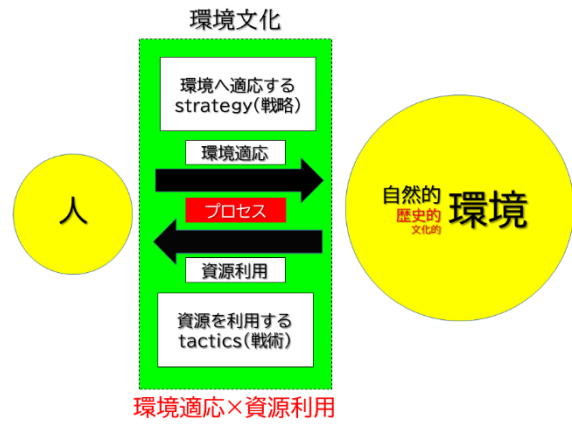 環境文化
環境へ適応する
strategy(戦略)
環境適応
人
プロセス
自然的
歴史的
文化的
環境
資源利用
資源を利用する
tactics(戦術)
環境適応×資源利用